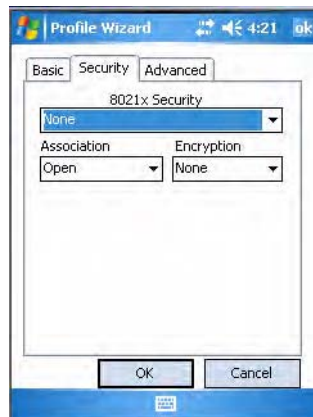 Profile Wizard 4:21 ok
Basic Security Advanced
8021x Security
None
Association Encryption
Open None
OK Cancel